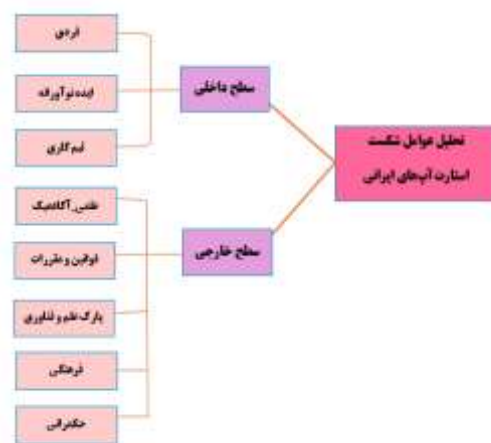 تحلیل عوامل شکست
استارت آپ‌های ایرانی
سطح داخلی
فردی
ایده نوآورانه
تیم کاری
سطح خارجی
علمی_آکادمیک
قوانین و مقررات
پارک علم و فناوری
فرهنگی
حکمرانی